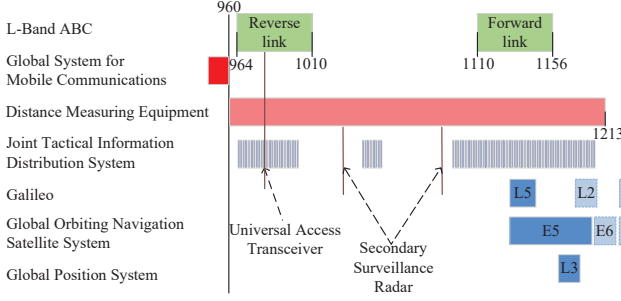 960
L-Band ABC
Reverse
link
Forward
link
Global System for
Mobile Communications
964
1010
1110
1156
Distance Measuring Equipment
1213
Joint Tactical Information
Distribution System
Galileo
L5
L2
Universal Access
Transceiver
Secondary
Surveillance
Radar
Global Orbiting Navigation
Satellite System
E5
E6
Global Position System
L3